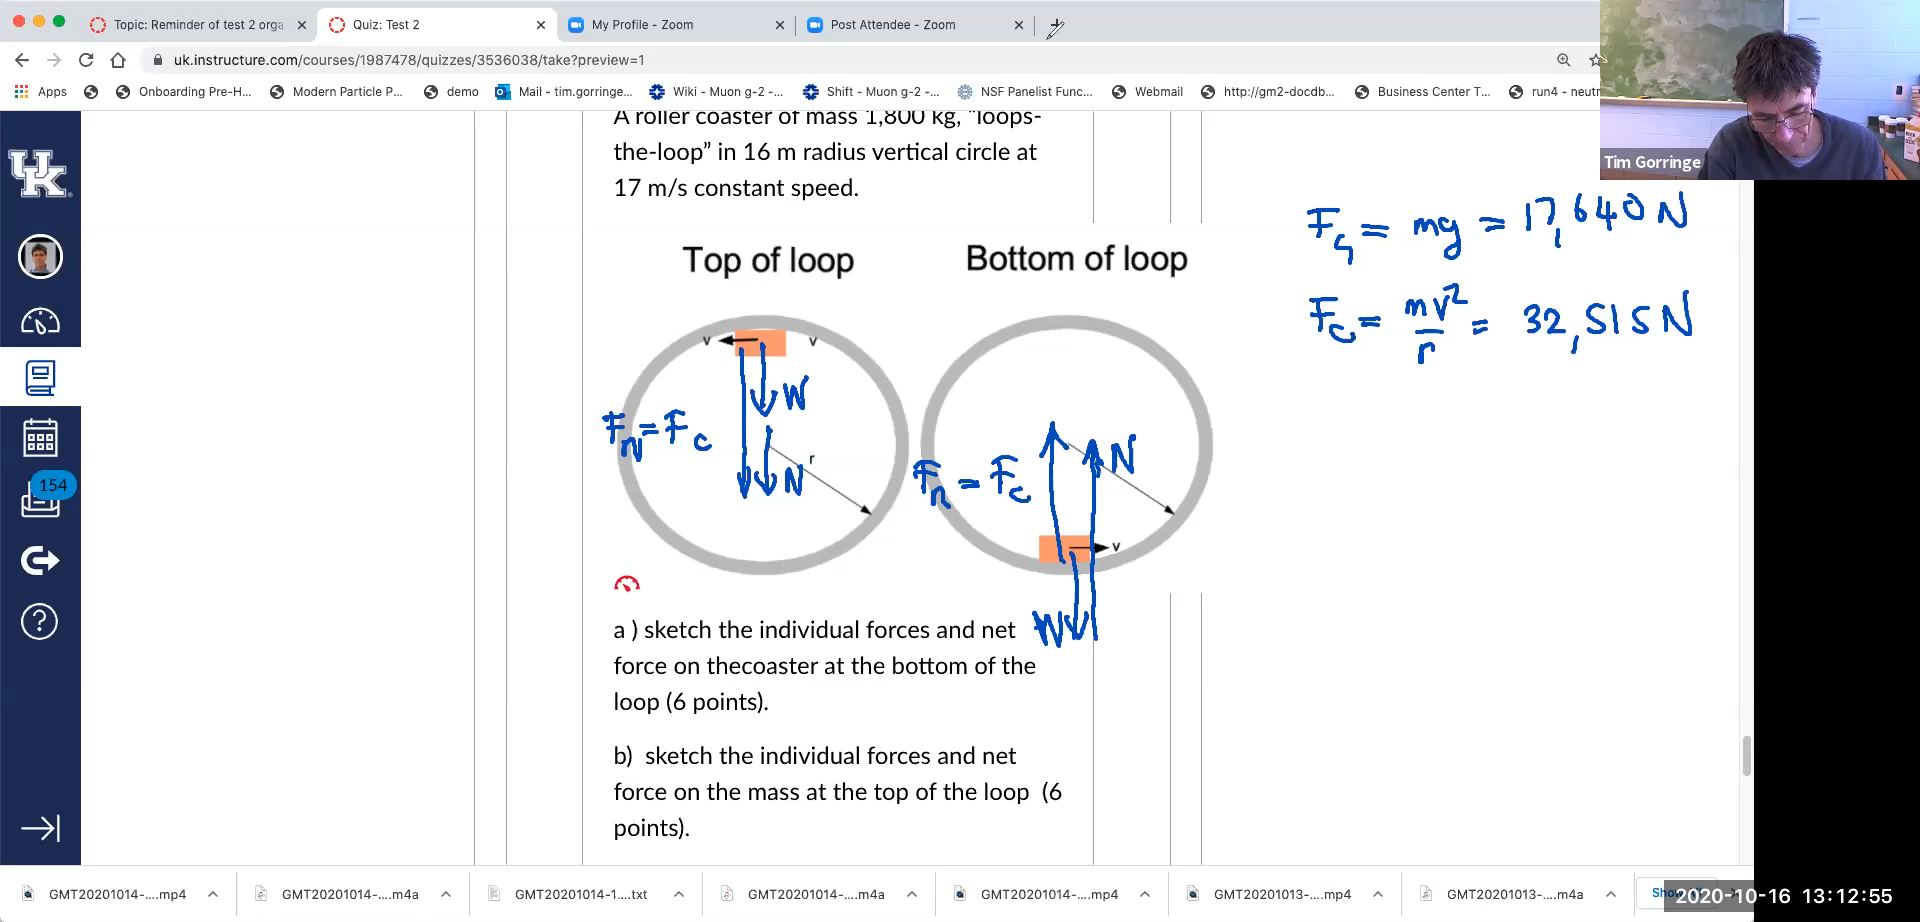 Topic: Reminder of test 2 orga
Quiz: Test 2
My Profile - Zoom
Post Attendee - Zoom
uk.instructure.com/courses/1987478/quizzes/3536038/take?preview=1
Apps
Onboarding Pre-H...
Modern Particle P...
demo
Mail - tim.gorringe...
Wiki - Muon g-2 -...
Shift - Muon g-2 -...
NSF Panelist Func...
Webmail
http://gm2-docdb...
Business Center T...
run4 - neutr
Tim Gorringe
UK
154
A roller coaster of mass 1,800 kg, "loops-
the-loop" in 16 m radius vertical circle at
17 m/s constant speed.
Top of loop
Bottom of loop
v
v
W
F_N = F_C
r
N
F_n = F_C
N
v
W
F_G = mg = 17,640 N
F_C = mv²/r = 32,515 N
a ) sketch the individual forces and net
force on thecoaster at the bottom of the
loop (6 points).
b) sketch the individual forces and net
force on the mass at the top of the loop (6
points).
GMT20201014-....mp4
GMT20201014-....m4a
GMT20201014-1....txt
GMT20201014-....m4a
GMT20201014-....mp4
GMT20201013-....mp4
GMT20201013-....m4a
2020-10-16 13:12:55